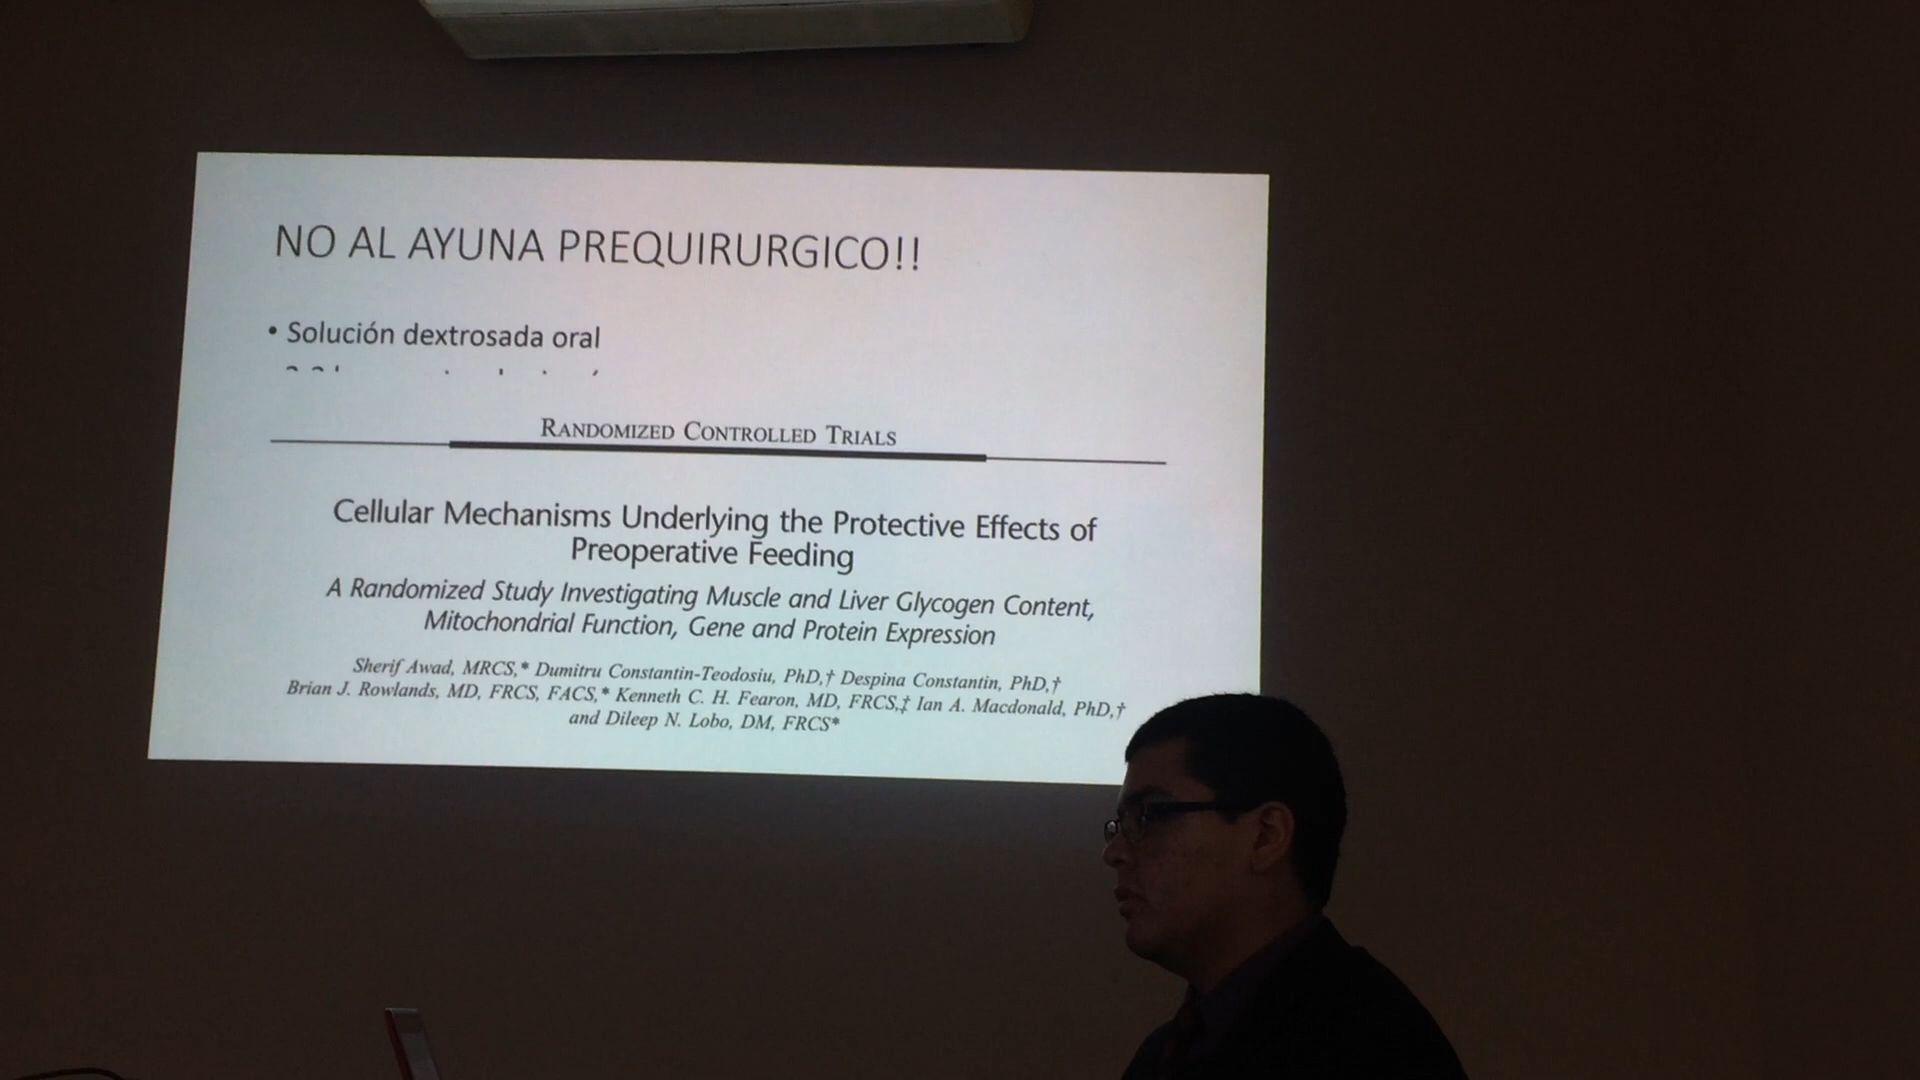 NO AL AYUNA PREQUIRURGICO!!
• Solución dextrosada oral
RANDOMIZED CONTROLLED TRIALS
Cellular Mechanisms Underlying the Protective Effects of
Preoperative Feeding
A Randomized Study Investigating Muscle and Liver Glycogen Content,
Mitochondrial Function, Gene and Protein Expression
Sherif Awad, MRCS,* Dumitru Constantin-Teodosiu, PhD,† Despina Constantin, PhD,†
Brian J. Rowlands, MD, FRCS, FACS,* Kenneth C. H. Fearon, MD, FRCS,‡ Ian A. Macdonald, PhD,†
and Dileep N. Lobo, DM, FRCS*